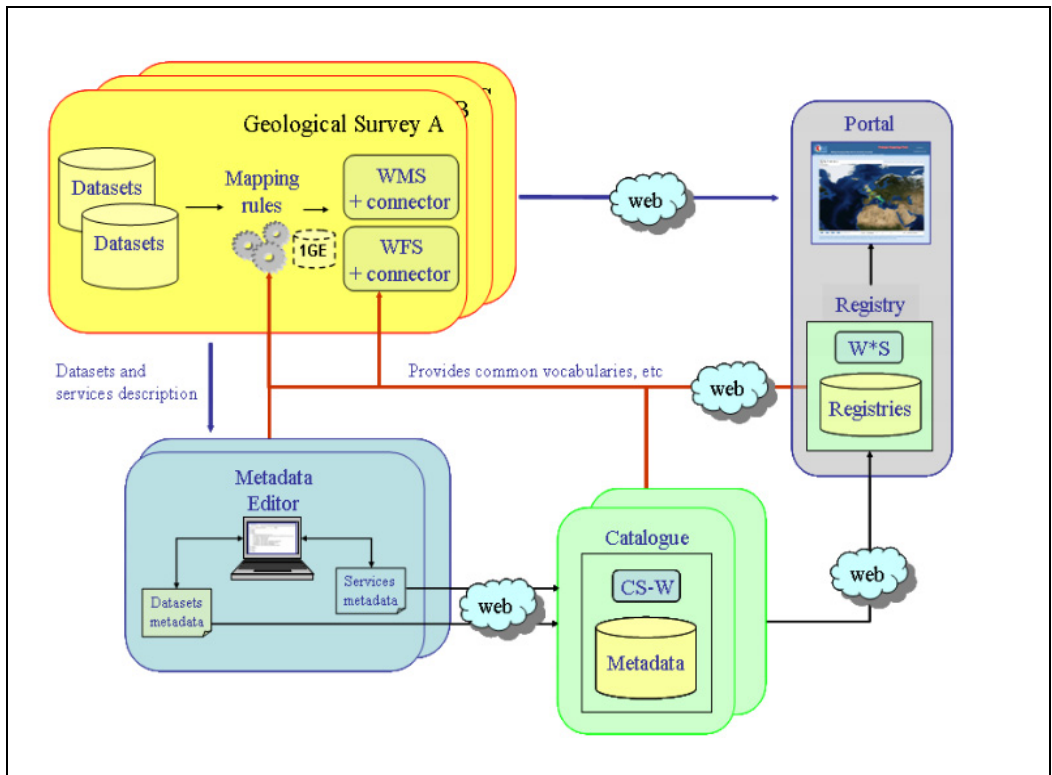 B
Geological Survey A
Datasets
Datasets
Mapping
rules
1GE
WMS
+ connector
WFS
+ connector
web
Portal
Registry
W*S
Registries
Datasets and
services description
Provides common vocabularies, etc
web
Metadata
Editor
Services
metadata
Datasets
metadata
web
Catalogue
CS-W
Metadata
web